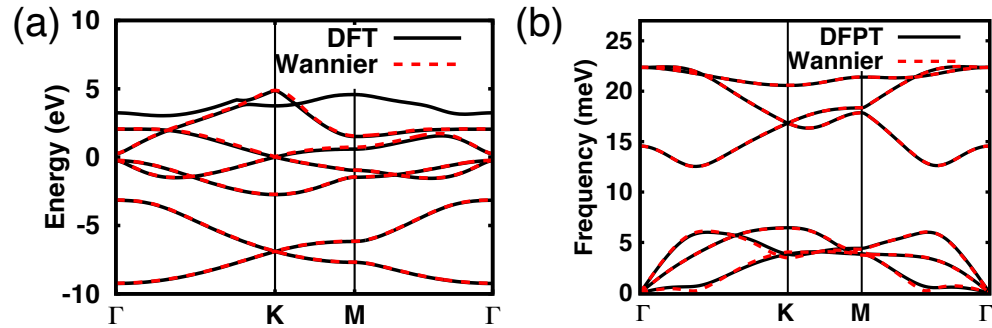 (a)
10
5
0
-5
-10
Energy (eV)
DFT
Wannier
Γ K M Γ
(b)
25
20
15
10
5
0
Frequency (meV)
DFPT
Wannier
Γ K M Γ